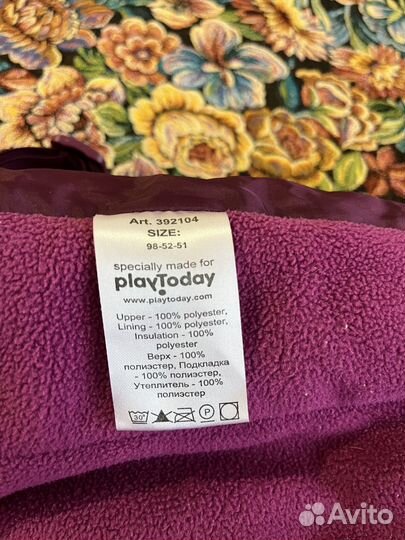 Art. 392104
SIZE:
98-52-51
specially made for
playToday
www.playtoday.com
Upper - 100% polyester,
Lining - 100% polyester,
Insulation - 100%
polyester
Верх - 100%
полиэстер, Подкладка
- 100% полиэстер,
Утеплитель - 100%
полиэстер
30°
P
Avito